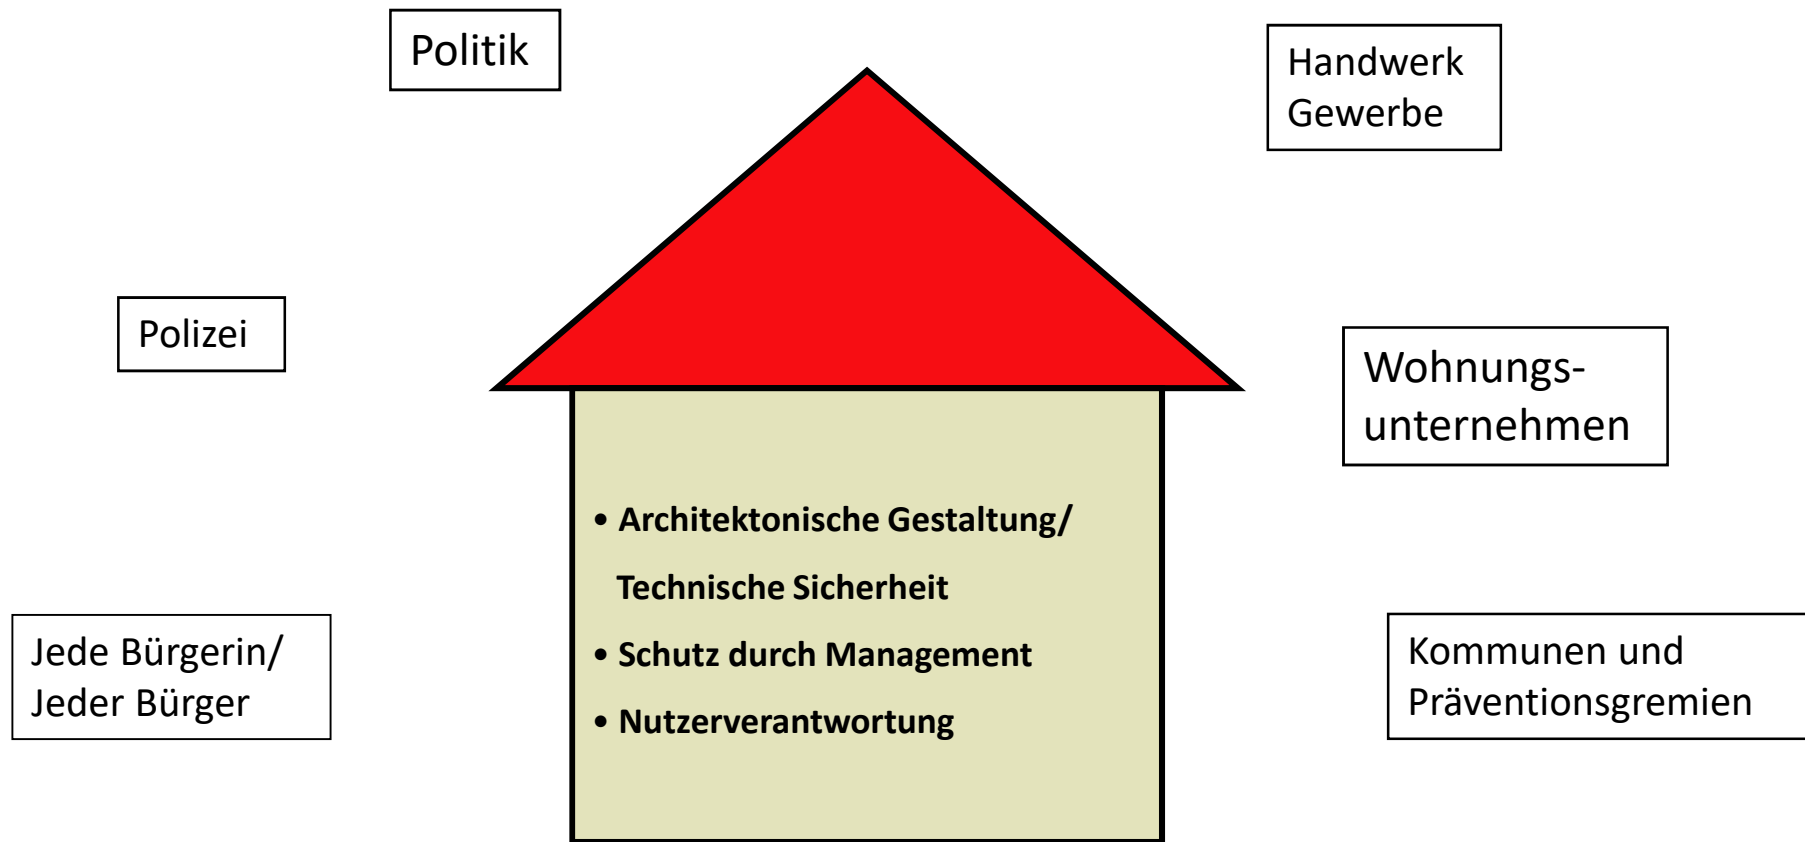 Politik
Handwerk
Gewerbe
Polizei
Wohnungs-
unternehmen
• Architektonische Gestaltung/
Technische Sicherheit
• Schutz durch Management
• Nutzerverantwortung
Jede Bürgerin/
Jeder Bürger
Kommunen und
Präventionsgremien